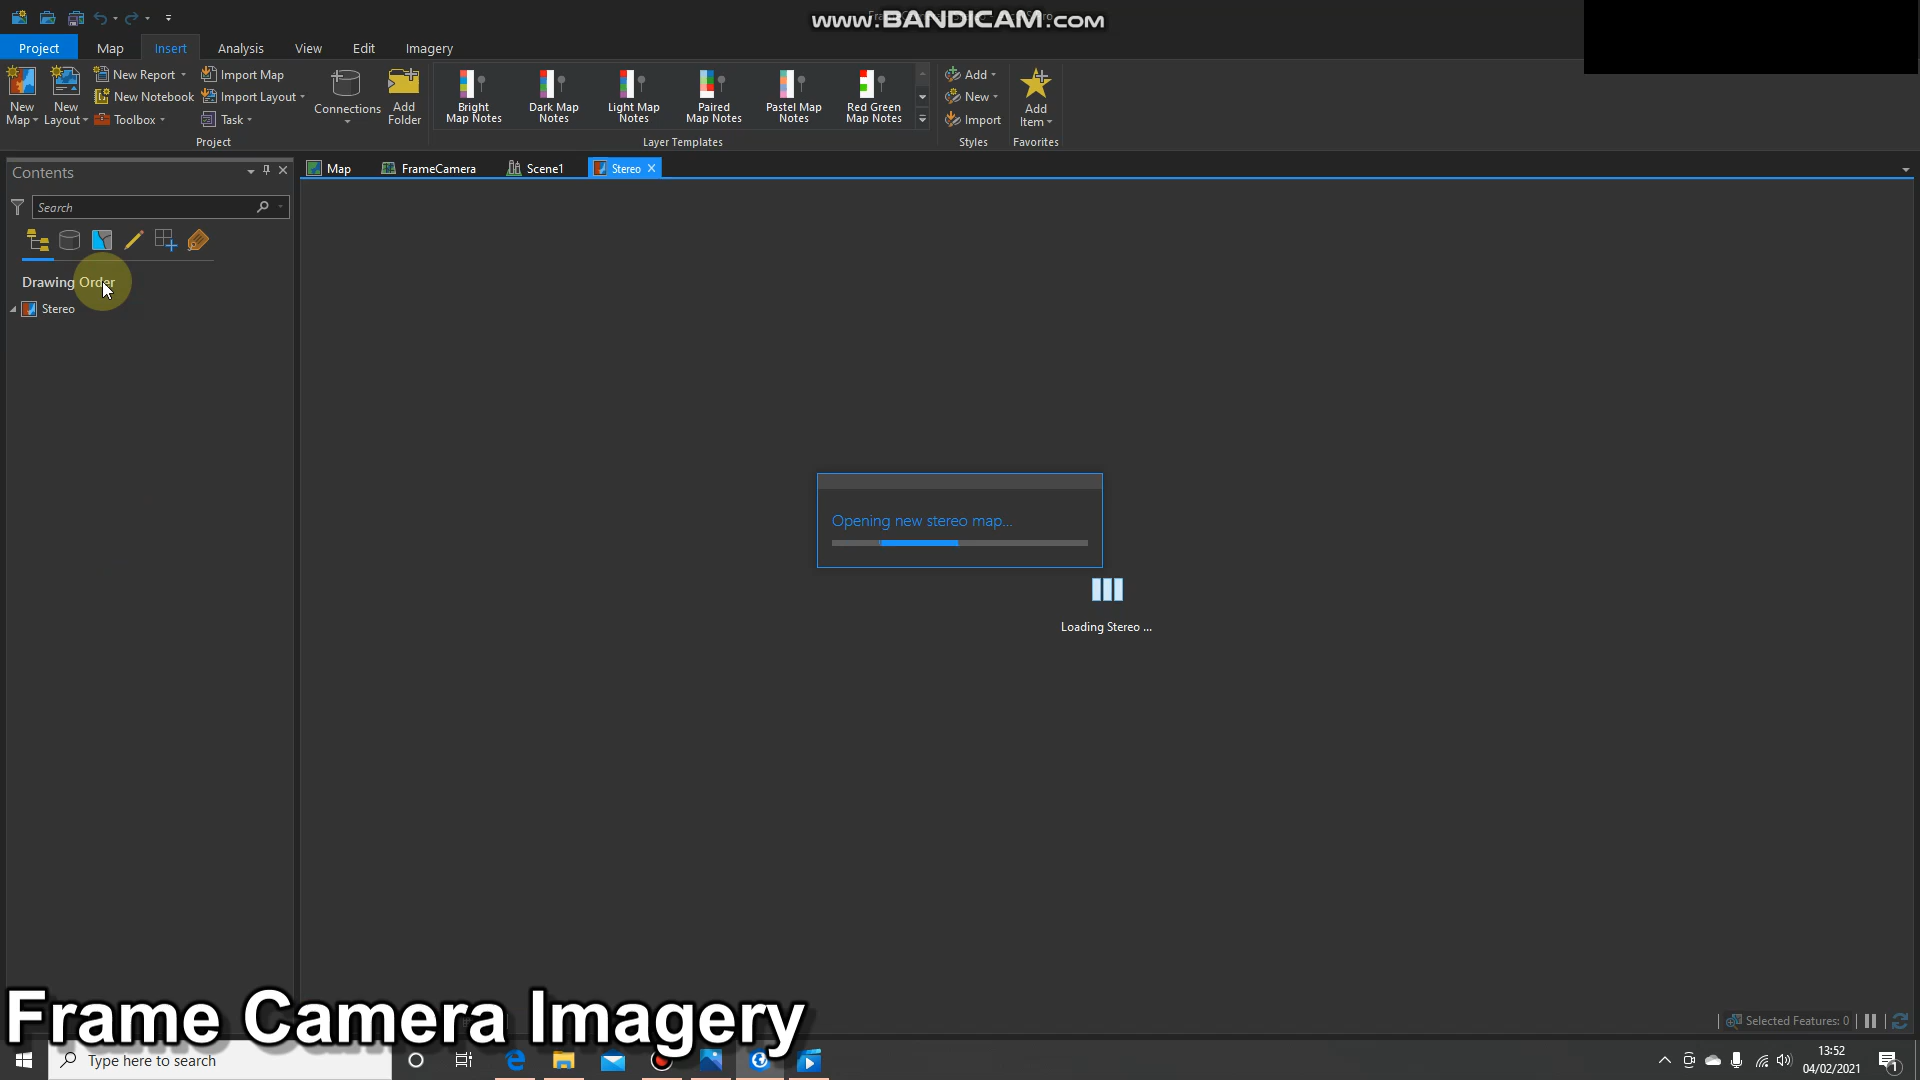 www.BANDICAM.com
Project Map Insert Analysis View Edit Imagery
New Map
New Layout
New Report
New Notebook
Toolbox
Import Map
Import Layout
Task
Project
Connections
Add Folder
Bright Map Notes
Dark Map Notes
Light Map Notes
Paired Map Notes
Pastel Map Notes
Red Green Map Notes
Layer Templates
Add
New
Import
Styles
Add Item
Favorites
Contents
Search
Drawing Order
Stereo
Map FrameCamera Scene1 Stereo
Opening new stereo map...
Loading Stereo ...
Selected Features: 0
Frame Camera Imagery
Type here to search
13:52
04/02/2021
1